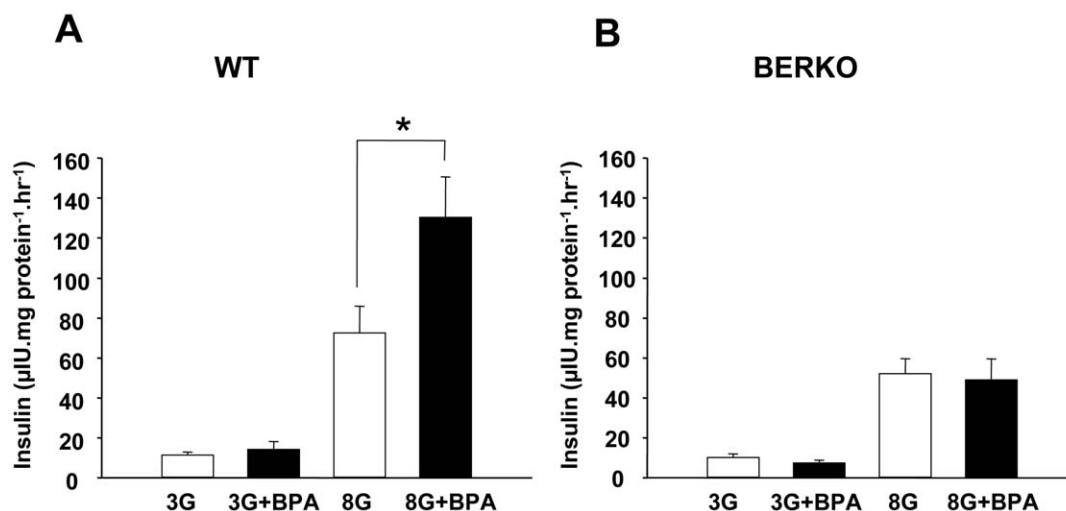 A
WT
*
Insulin (µIU.mg protein⁻¹.hr⁻¹)
160
140
120
100
80
60
40
20
0
3G 3G+BPA 8G 8G+BPA
B
BERKO
Insulin (µIU.mg protein⁻¹.hr⁻¹)
160
140
120
100
80
60
40
20
0
3G 3G+BPA 8G 8G+BPA